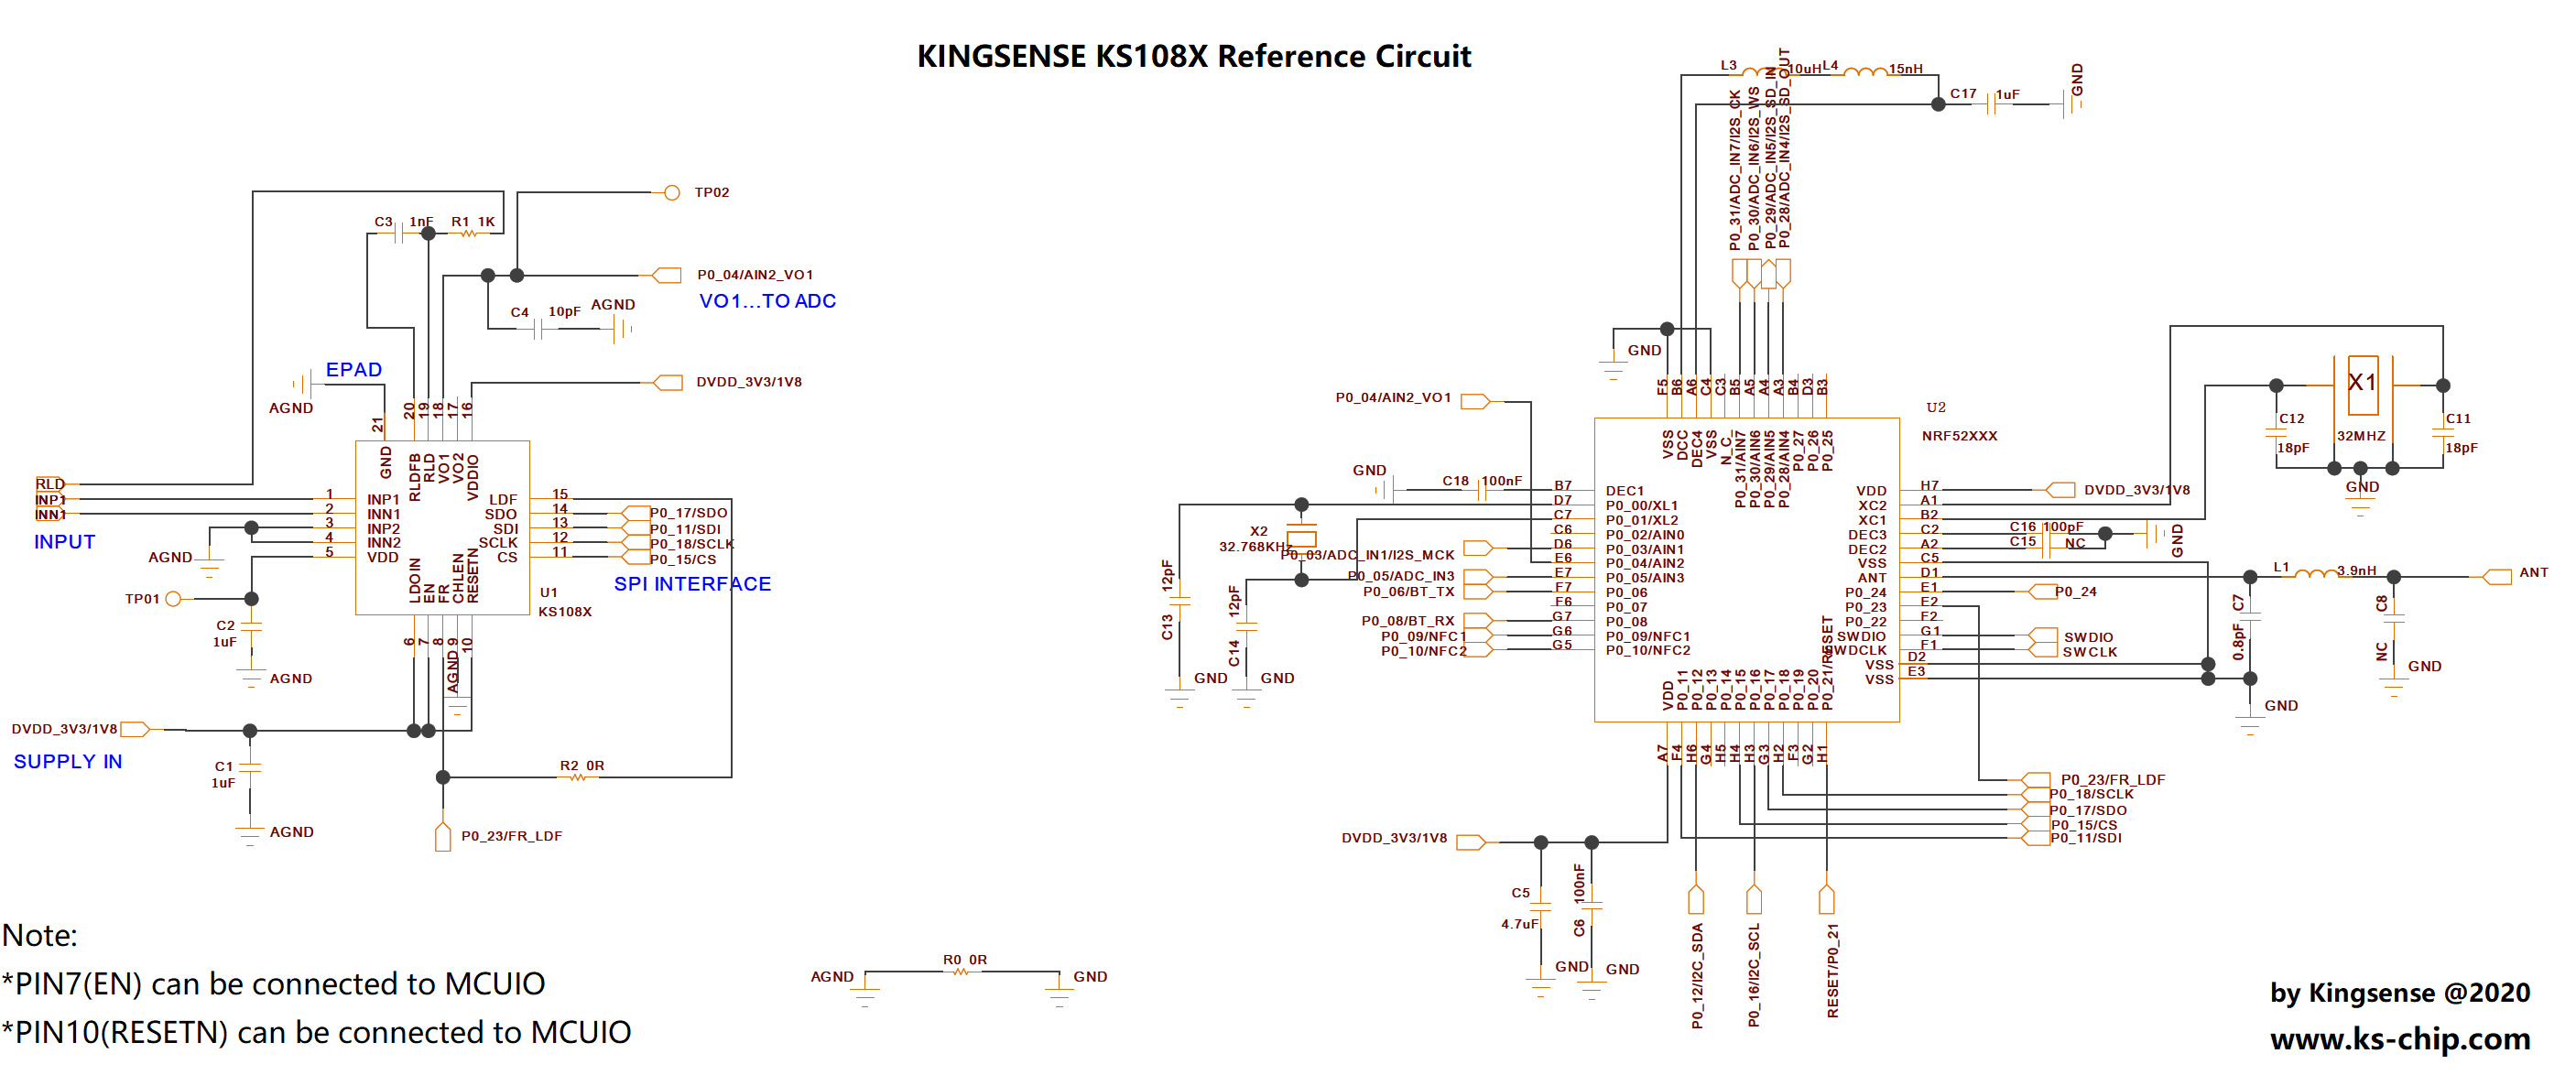 KINGSENSE KS108X Reference Circuit
TP02
C3 1nF R1 1K
P0_04/AIN2_VO1
VO1...TO ADC
C4 10pF AGND
EPAD
AGND
DVDD_3V3/1V8
21 20 19 18 17 16
GND RLDFB RLD VO1 VO2 VDDIO
RLD
INP1
INN1
INPUT
1 INP1
2 INN1
3 INP2
4 INN2
5 VDD
LDF 15
SDO 14 P0_17/SDO
SDI 13 P0_11/SDI
SCLK 12 P0_18/SCLK
CS 11 P0_15/CS
SPI INTERFACE
AGND
TP01
LDOIN EN FR CHLEN RESETN
6 7 8 9 10
U1
KS108X
C2
1uF
AGND
AGND
DVDD_3V3/1V8
SUPPLY IN
C1
1uF
AGND
R2 0R
P0_23/FR_LDF
L3 10uH L4 15nH
C17 1uF GND
P0_31/ADC_IN7/I2S_CK
P0_30/ADC_IN6/I2S_WS
P0_29/ADC_IN5/I2S_SD_IN
P0_28/ADC_IN4/I2S_SD_OUT
GND
F5 B6 A6 C4 C3 B5 A5 A4 A3 B4 D3 B3
VSS DCC DEC4 VSS N_C_ P0_31/AIN7 P0_30/AIN6 P0_29/AIN5 P0_28/AIN4 P0_27 P0_26 P0_25
U2
NRF52XXX
P0_04/AIN2_VO1
GND C18 100nF
X2
32.768KHz
P0_03/ADC_IN1/I2S_MCK
P0_05/ADC_IN3
P0_06/BT_TX
P0_08/BT_RX
P0_09/NFC1
P0_10/NFC2
C13 12pF
GND
C14 12pF
GND
B7 DEC1
D7 P0_00/XL1
C7 P0_01/XL2
C6 P0_02/AIN0
D6 P0_03/AIN1
E6 P0_04/AIN2
E7 P0_05/AIN3
F7 P0_06
F6 P0_07
G7 P0_08
G6 P0_09/NFC1
G5 P0_10/NFC2
VDD H7 DVDD_3V3/1V8
XC2 A1
XC1 B2
DEC3 C2 C16 100pF
DEC2 A2 C15 NC
GND
VSS C5
ANT D1
P0_24 E1 P0_24
P0_23 E2
P0_22 F2
SWDIO G1 SWDIO
SWDCLK F1 SWCLK
VSS D2
VSS E3
X1
32MHZ
C12
18pF
C11
18pF
GND
L1 3.9nH
ANT
C7 0.8pF
GND
C8 NC
GND
VDD P0_11 P0_12 P0_13 P0_14 P0_15 P0_16 P0_17 P0_18 P0_19 P0_20 P0_21/RESET
A7 F4 H6 G4 H5 H4 H3 G3 H2 F3 G2 H1
P0_23/FR_LDF
P0_18/SCLK
P0_17/SDO
P0_15/CS
P0_11/SDI
DVDD_3V3/1V8
C5
4.7uF
GND
C6 100nF
GND
P0_12/I2C_SDA
P0_16/I2C_SCL
RESET/P0_21
AGND R0 0R GND
Note:
*PIN7(EN) can be connected to MCUIO
*PIN10(RESETN) can be connected to MCUIO
by Kingsense @2020
www.ks-chip.com